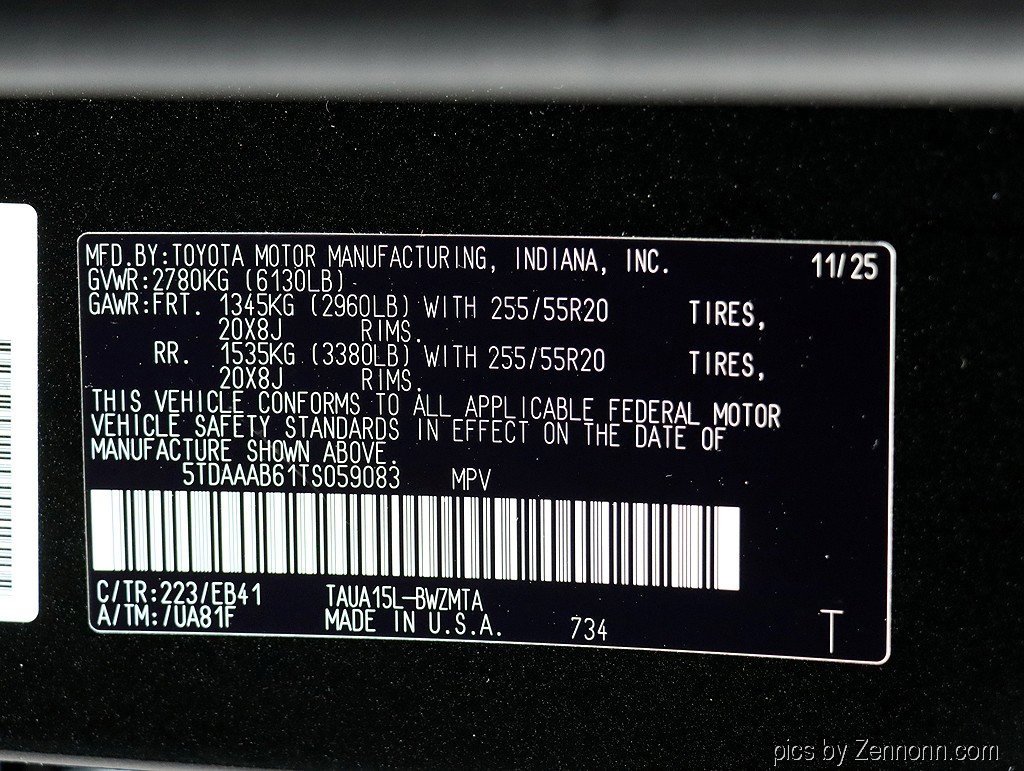 MFD.BY:TOYOTA MOTOR MANUFACTURING, INDIANA, INC. 11/25
GVWR:2780KG (6130LB)
GAWR:FRT. 1345KG (2960LB) WITH 255/55R20 TIRES,
20X8J RIMS.
RR. 1535KG (3380LB) WITH 255/55R20 TIRES,
20X8J RIMS.
THIS VEHICLE CONFORMS TO ALL APPLICABLE FEDERAL MOTOR
VEHICLE SAFETY STANDARDS IN EFFECT ON THE DATE OF
MANUFACTURE SHOWN ABOVE.
5TDAAAB61TS059083 MPV
C/TR:223/EB41 TAUA15L-BWZMTA
A/TM:/UA81F MADE IN U.S.A. 734 T
pics by Zennonn.com